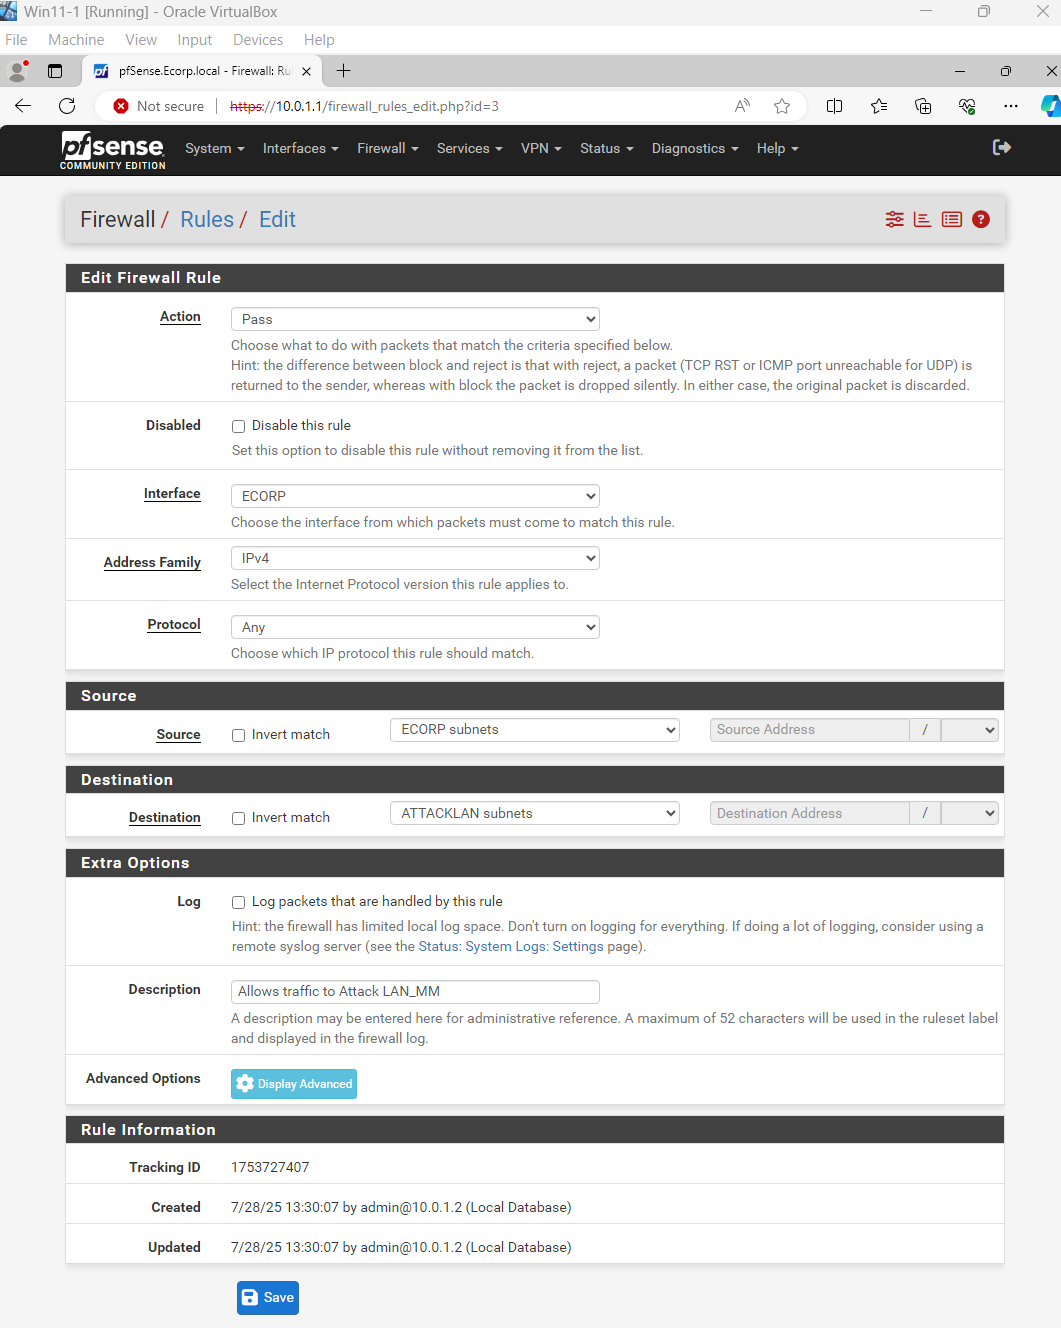 Win11-1 [Running] - Oracle VirtualBox
File Machine View Input Devices Help
pfSense.Ecorp.local - Firewall: Ru
Not secure https://10.0.1.1/firewall_rules_edit.php?id=3
pfsense
COMMUNITY EDITION
System Interfaces Firewall Services VPN Status Diagnostics Help
Firewall / Rules / Edit
Edit Firewall Rule
Action Pass
Choose what to do with packets that match the criteria specified below.
Hint: the difference between block and reject is that with reject, a packet (TCP RST or ICMP port unreachable for UDP) is
returned to the sender, whereas with block the packet is dropped silently. In either case, the original packet is discarded.
Disabled Disable this rule
Set this option to disable this rule without removing it from the list.
Interface ECORP
Choose the interface from which packets must come to match this rule.
Address Family IPv4
Select the Internet Protocol version this rule applies to.
Protocol Any
Choose which IP protocol this rule should match.
Source
Source Invert match ECORP subnets Source Address /
Destination
Destination Invert match ATTACKLAN subnets Destination Address /
Extra Options
Log Log packets that are handled by this rule
Hint: the firewall has limited local log space. Don't turn on logging for everything. If doing a lot of logging, consider using a
remote syslog server (see the Status: System Logs: Settings page).
Description Allows traffic to Attack LAN_MM
A description may be entered here for administrative reference. A maximum of 52 characters will be used in the ruleset label
and displayed in the firewall log.
Advanced Options Display Advanced
Rule Information
Tracking ID 1753727407
Created 7/28/25 13:30:07 by admin@10.0.1.2 (Local Database)
Updated 7/28/25 13:30:07 by admin@10.0.1.2 (Local Database)
Save